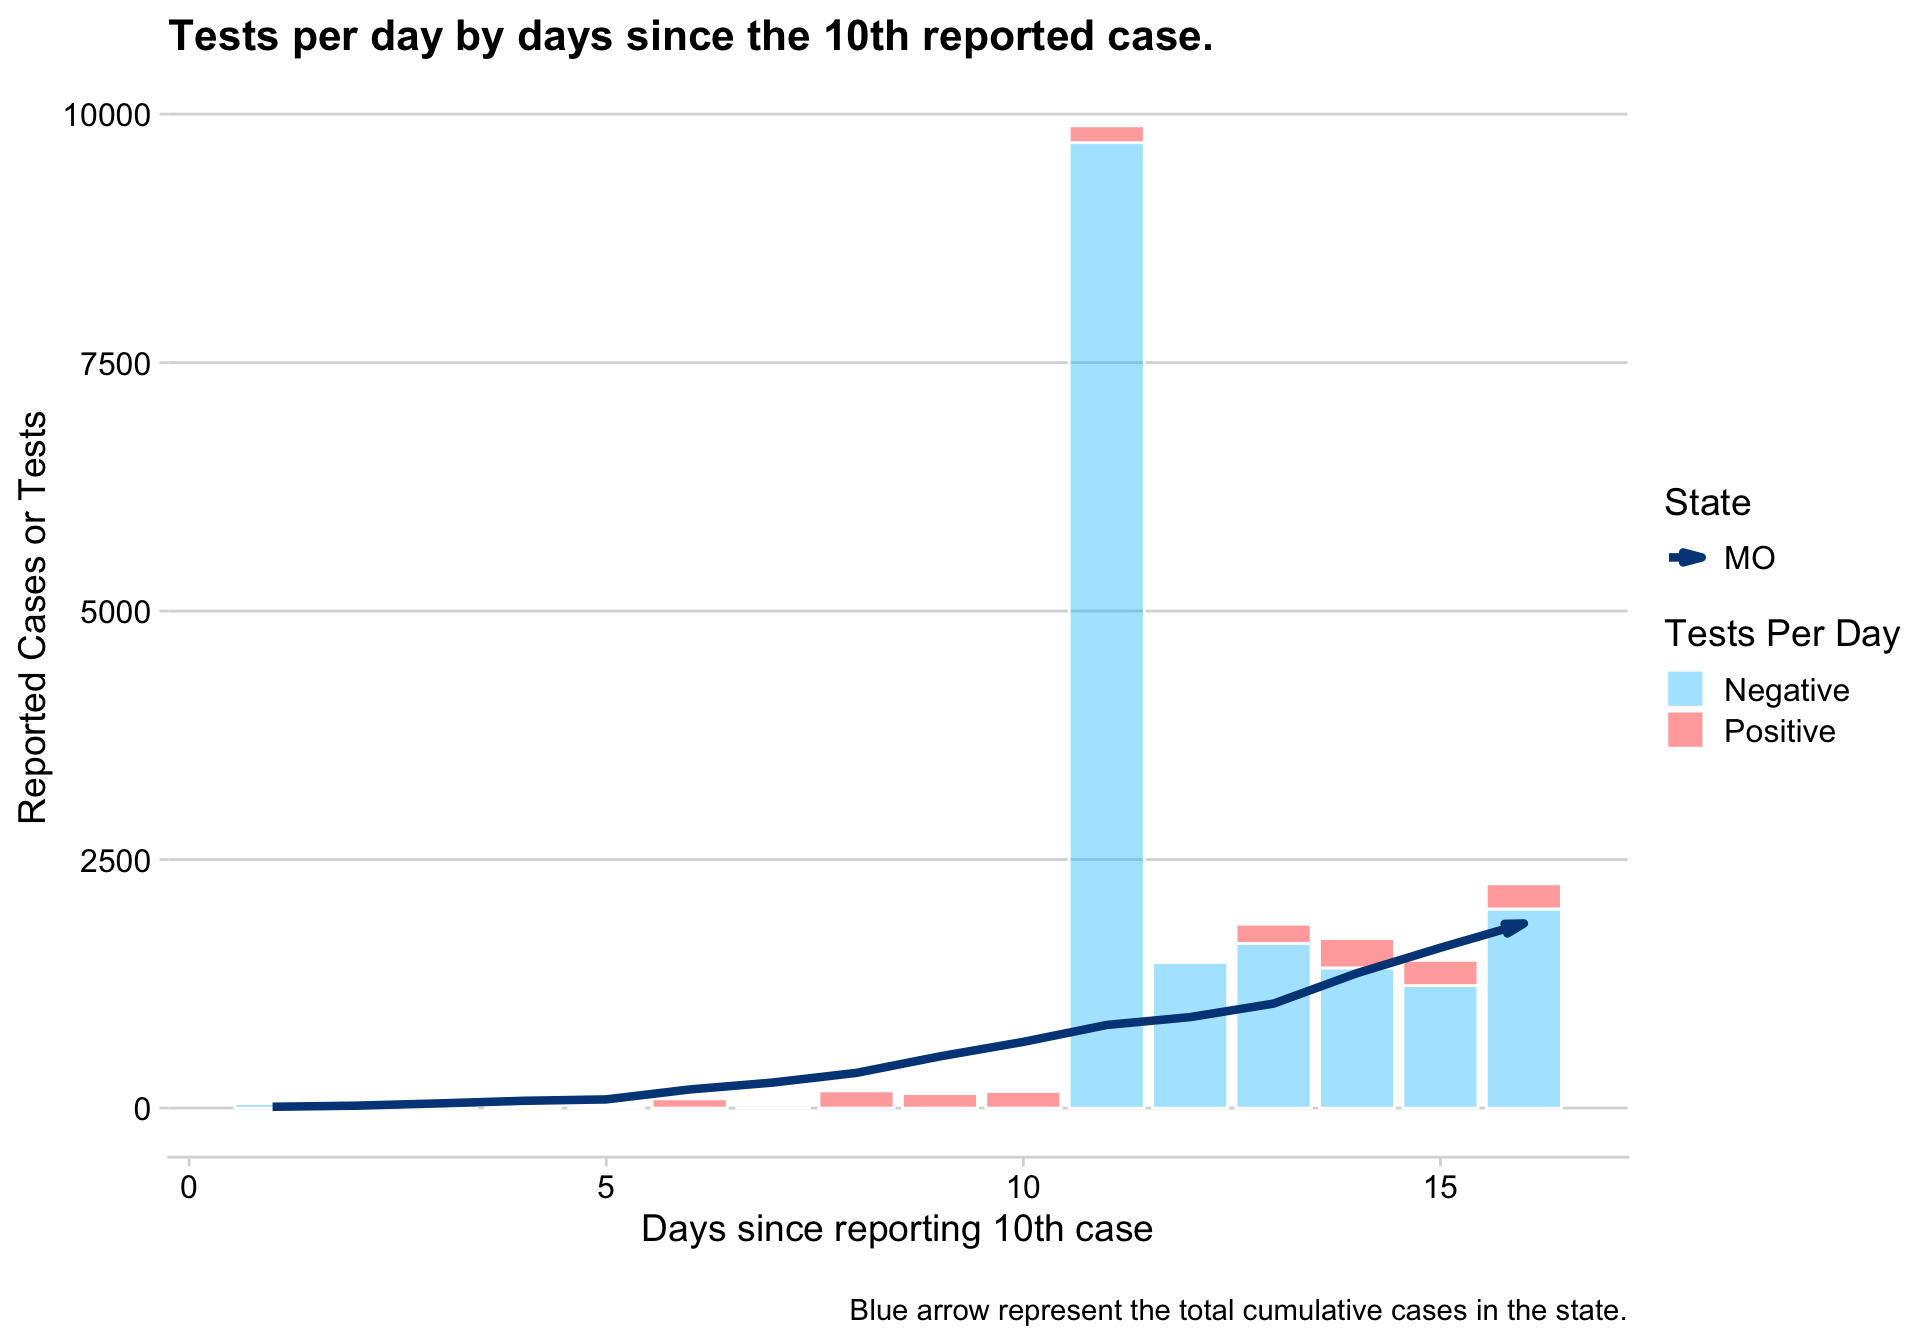 Tests per day by days since the 10th reported case.
10000
7500
5000
2500
0
Reported Cases or Tests
0
5
10
15
Days since reporting 10th case
State
MO
Tests Per Day
Negative
Positive
Blue arrow represent the total cumulative cases in the state.